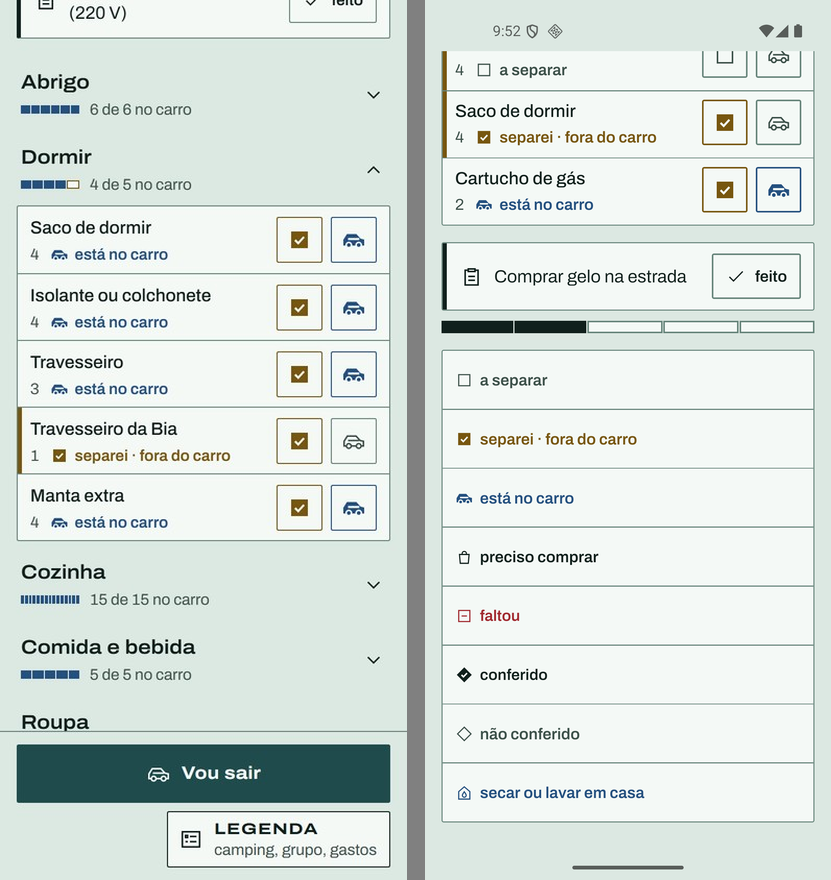 (220 V)
feito
Abrigo
6 de 6 no carro
Dormir
4 de 5 no carro
Saco de dormir
4 está no carro
Isolante ou colchonete
4 está no carro
Travesseiro
3 está no carro
Travesseiro da Bia
1 separei · fora do carro
Manta extra
4 está no carro
Cozinha
15 de 15 no carro
Comida e bebida
5 de 5 no carro
Roupa
Vou sair
LEGENDA
camping, grupo, gastos
9:52
4 a separar
Saco de dormir
4 separei · fora do carro
Cartucho de gás
2 está no carro
Comprar gelo na estrada
feito
a separar
separei · fora do carro
está no carro
preciso comprar
faltou
conferido
não conferido
secar ou lavar em casa